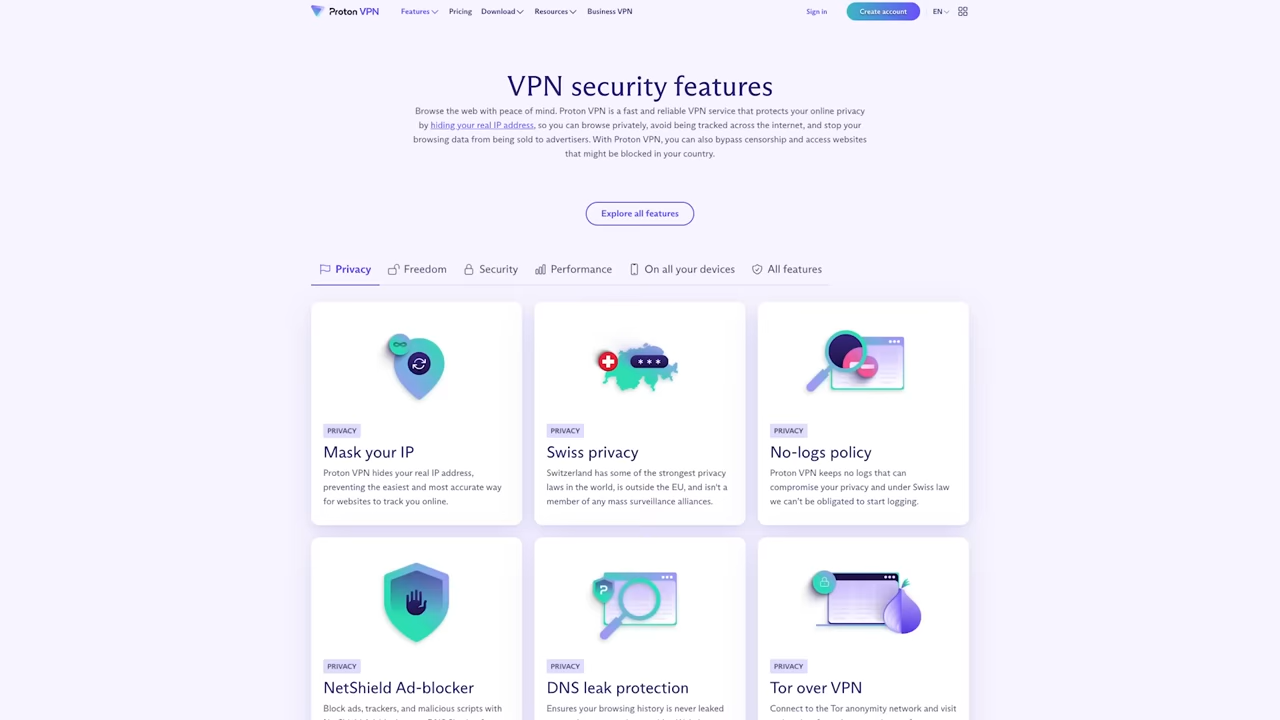 Proton VPN
Features
Pricing
Download
Resources
Business VPN
Sign in
Create account
EN
VPN security features
Browse the web with peace of mind. Proton VPN is a fast and reliable VPN service that protects your online privacy
by hiding your real IP address, so you can browse privately, avoid being tracked across the internet, and stop your
browsing data from being sold to advertisers. With Proton VPN, you can also bypass censorship and access websites
that might be blocked in your country.
Explore all features
Privacy
Freedom
Security
Performance
On all your devices
All features
PRIVACY
Mask your IP
Proton VPN hides your real IP address,
preventing the easiest and most accurate way
for websites to track you online.
PRIVACY
Swiss privacy
Switzerland has some of the strongest privacy
laws in the world, is outside the EU, and isn't a
member of any mass surveillance alliances.
PRIVACY
No-logs policy
Proton VPN keeps no logs that can
compromise your privacy and under Swiss law
we can't be obligated to start logging.
PRIVACY
NetShield Ad-blocker
Block ads, trackers, and malicious scripts with
PRIVACY
DNS leak protection
Ensures your browsing history is never leaked
PRIVACY
Tor over VPN
Connect to the Tor anonymity network and visit